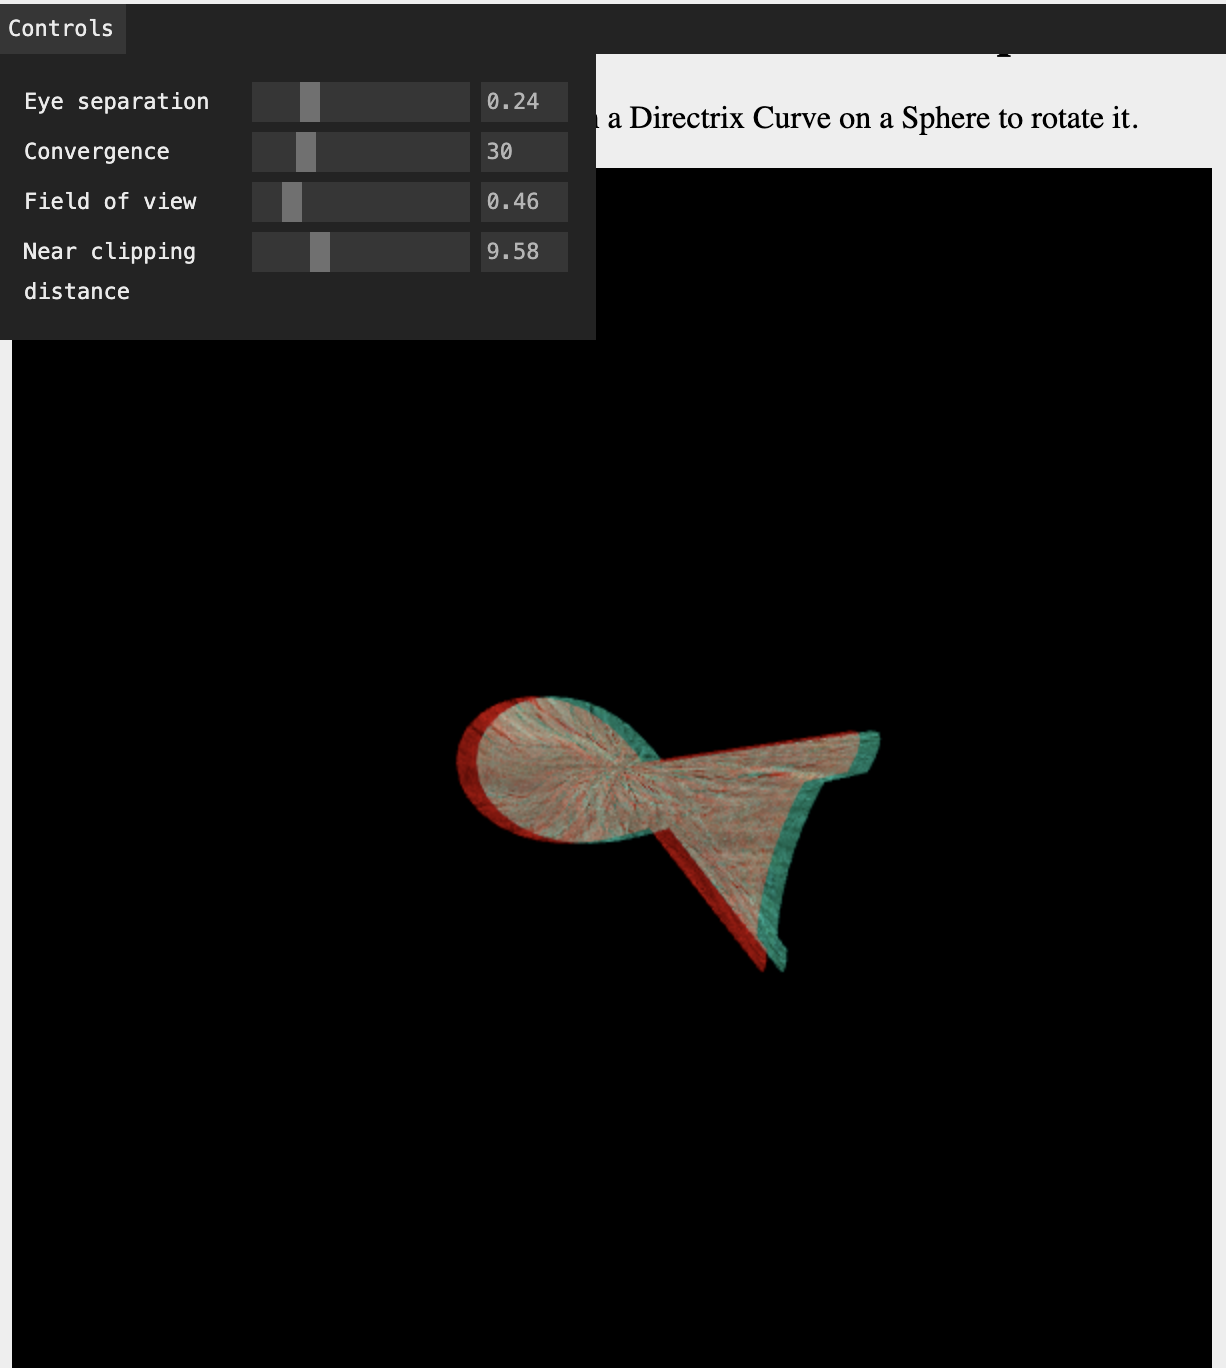 Controls
Eye separation 0.24
a Directrix Curve on a Sphere to rotate it.
Convergence 30
Field of view 0.46
Near clipping 9.58
distance